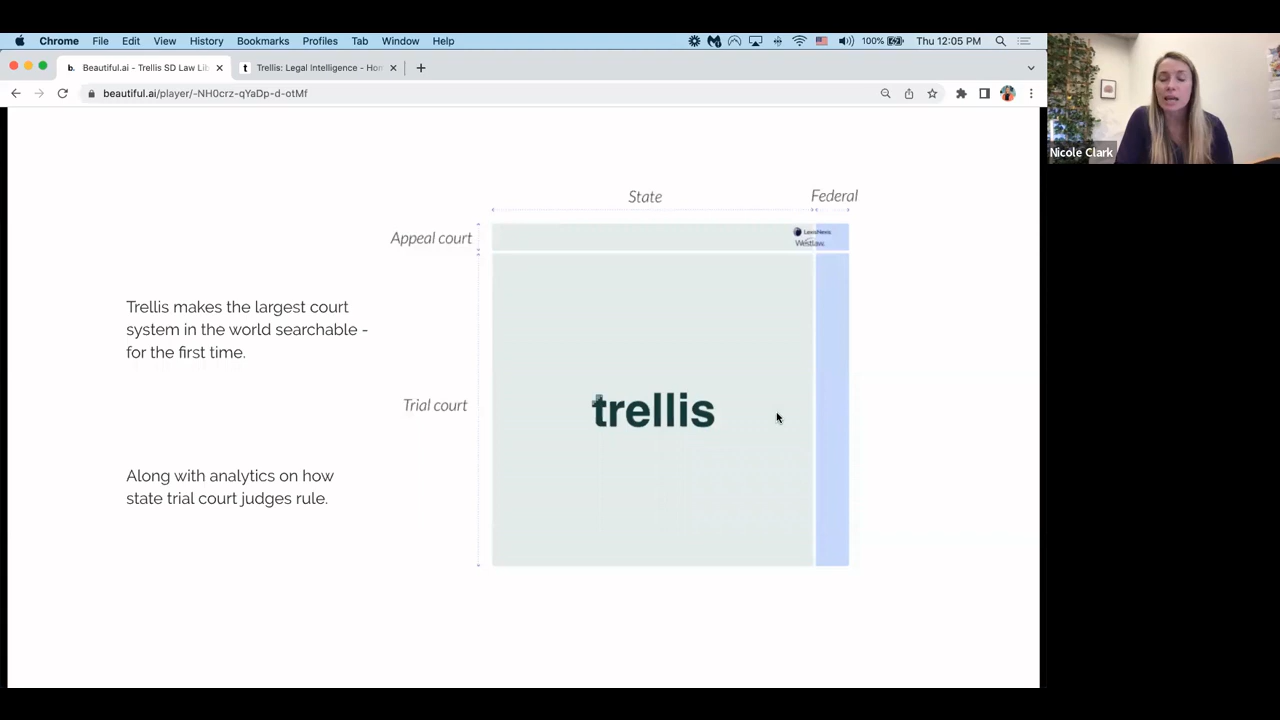 Chrome File Edit View History Bookmarks Profiles Tab Window Help 100% Thu 12:05 PM
b. Beautiful.ai - Trellis SD Law Lib
t Trellis: Legal Intelligence - Hon
beautiful.ai/player/-NH0crz-qYaDp-d-otMf
Nicole Clark
State
Federal
Appeal court
LexisNexis
Westlaw.
Trellis makes the largest court
system in the world searchable -
for the first time.
Trial court
trellis
Along with analytics on how
state trial court judges rule.